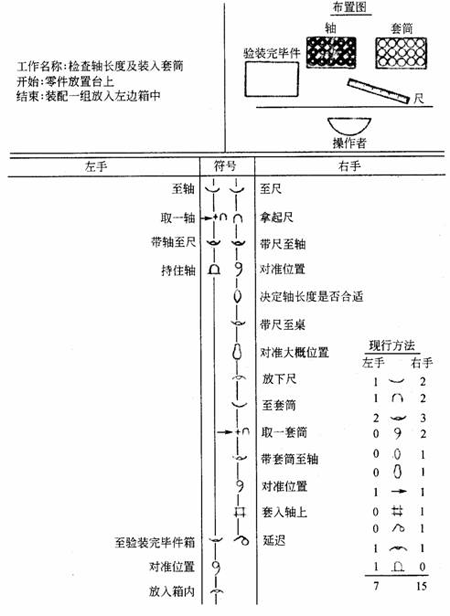 布置图
轴 套筒
验装完毕件
尺
操作者
工作名称:检查轴长度及装入套筒
开始:零件放置台上
结束:装配一组放入左边箱中
左手 符号 右手
至轴 至尺
取一轴 拿起尺
带轴至尺 带尺至轴
持住轴 对准位置
决定轴长度是否合适
带尺至桌
对准大概位置
放下尺
至套筒
取一套筒
带套筒至轴
对准位置
套入轴上
至验装完毕件箱 延迟
对准位置
放入箱内
现行方法
左手 右手
1 2
1 2
2 3
0 2
0 1
0 1
1 1
0 1
0 1
1 1
1 0
7 15